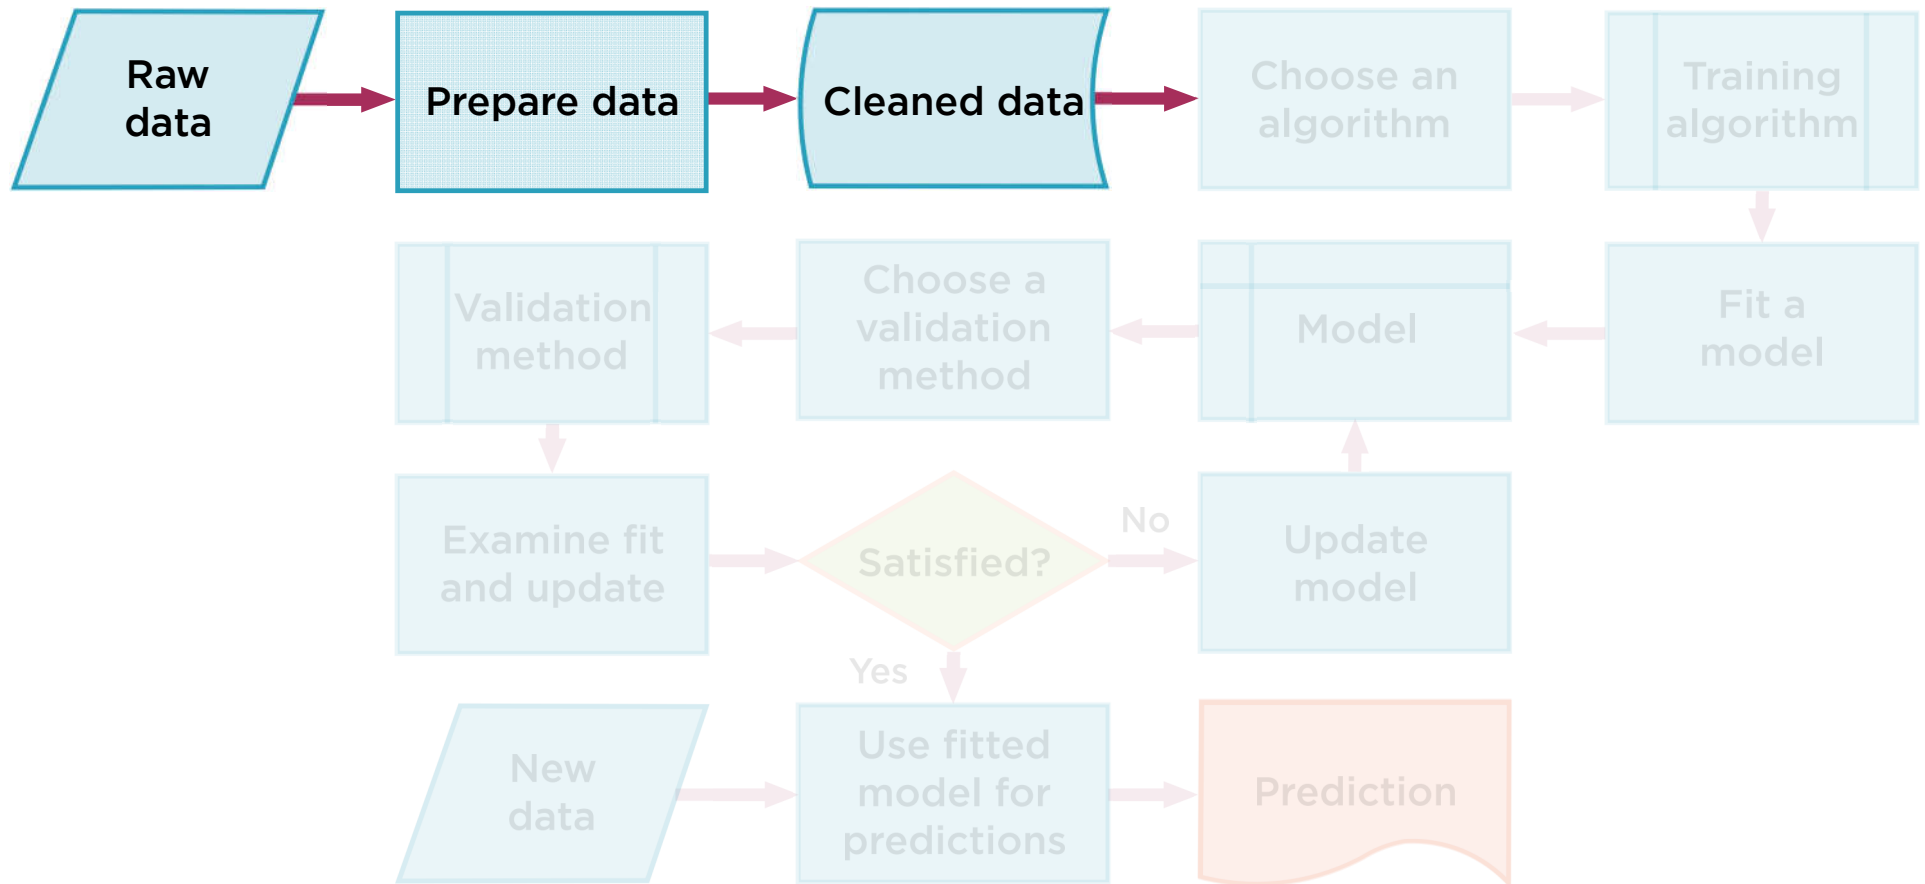 Raw
data
Prepare data
Cleaned data
Choose an
algorithm
Training
algorithm
Validation
method
Choose a
validation
method
Model
Fit a
model
Examine fit
and update
Satisfied?
No
Update
model
Yes
New
data
Use fitted
model for
predictions
Prediction